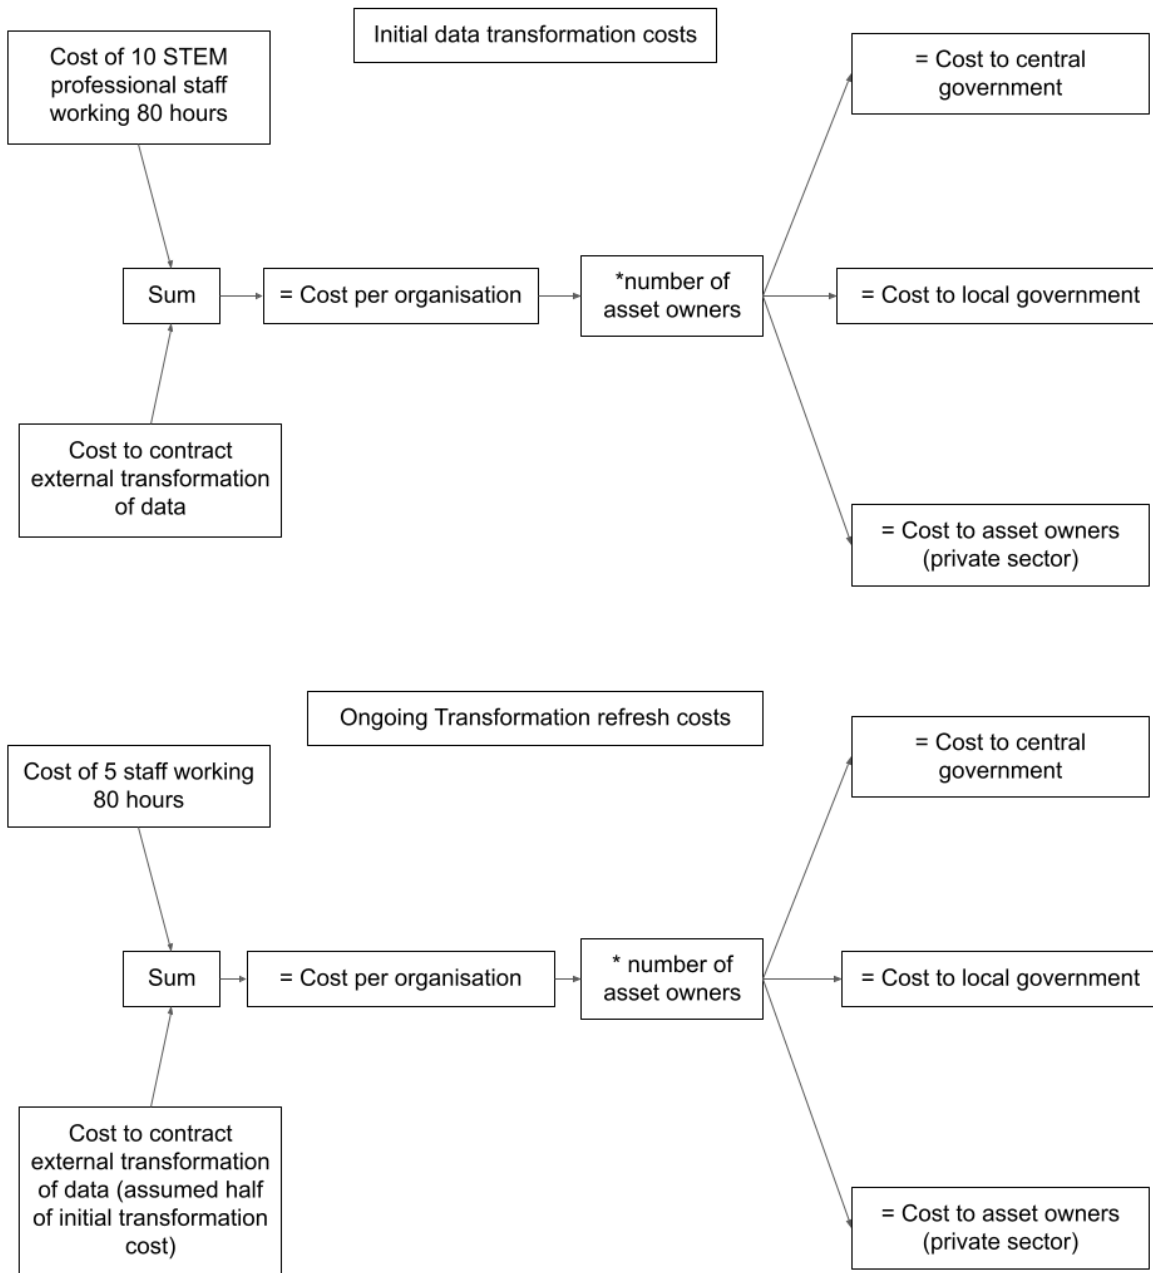 Initial data transformation costs
Cost of 10 STEM
professional staff
working 80 hours
Sum
Cost to contract
external transformation
of data
= Cost per organisation
*number of
asset owners
= Cost to central
government
= Cost to local government
= Cost to asset owners
(private sector)
Ongoing Transformation refresh costs
Cost of 5 staff working
80 hours
Sum
Cost to contract
external transformation
of data (assumed half
of initial transformation
cost)
= Cost per organisation
* number of
asset owners
= Cost to central
government
= Cost to local government
= Cost to asset owners
(private sector)